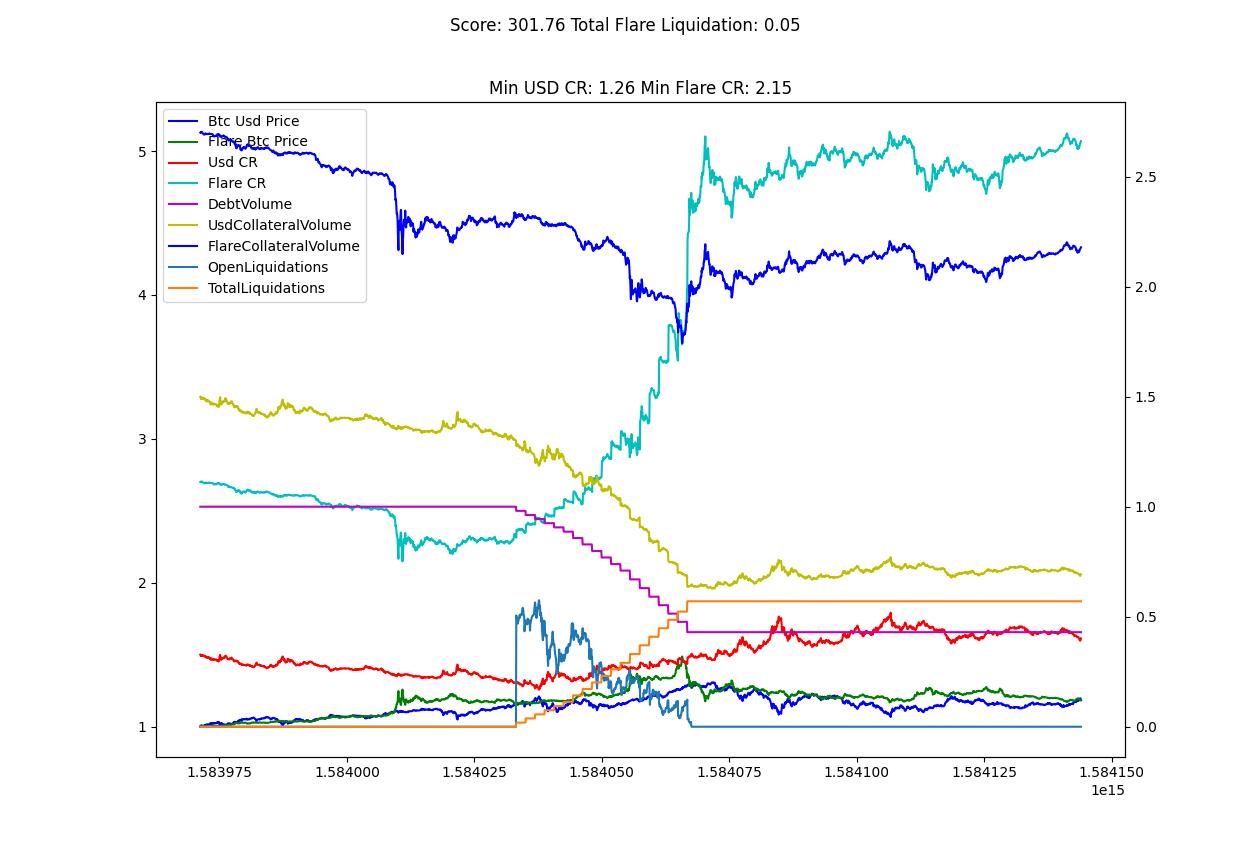 Score: 301.76 Total Flare Liquidation: 0.05
Min USD CR: 1.26 Min Flare CR: 2.15
Btc Usd Price
Flare Btc Price
Usd CR
Flare CR
DebtVolume
UsdCollateralVolume
FlareCollateralVolume
OpenLiquidations
TotalLiquidations
5
4
3
2
1
2.5
2.0
1.5
1.0
0.5
0.0
1.583975 1.584000 1.584025 1.584050 1.584075 1.584100 1.584125 1.584150
1e15